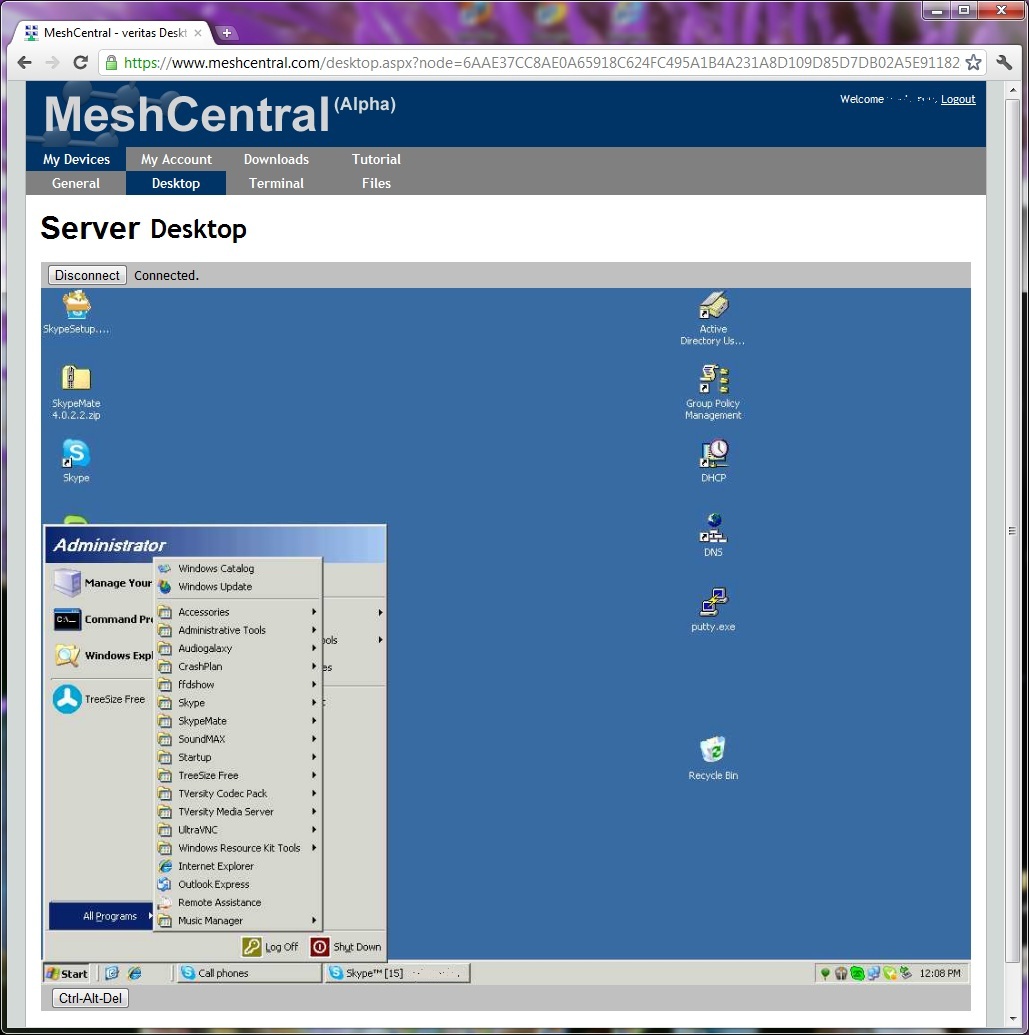 MeshCentral - veritas Deskt
https://www.meshcentral.com/desktop.aspx?node=6AAE37CC8AE0A65918C624FC495A1B4A231A8D109D85D7DB02A5E91182
MeshCentral (Alpha)
Welcome
Logout
My Devices My Account Downloads Tutorial
General Desktop Terminal Files
Server Desktop
Disconnect Connected.
SkypeSetup....
Active
Directory Us...
SkypeMate
4.0.2.2.zip
Group Policy
Management
Skype
DHCP
DNS
putty.exe
Recycle Bin
Administrator
Manage Your
Command Pr
Windows Expl
TreeSize Free
All Programs
Windows Catalog
Windows Update
Accessories
Administrative Tools
Audiogalaxy
CrashPlan
ffdshow
Skype
SkypeMate
SoundMAX
Startup
TreeSize Free
TVersity Codec Pack
TVersity Media Server
UltraVNC
Windows Resource Kit Tools
Internet Explorer
Outlook Express
Remote Assistance
Music Manager
ools
es
Log Off Shut Down
Start Call phones Skype™ [15] 12:08 PM
Ctrl-Alt-Del